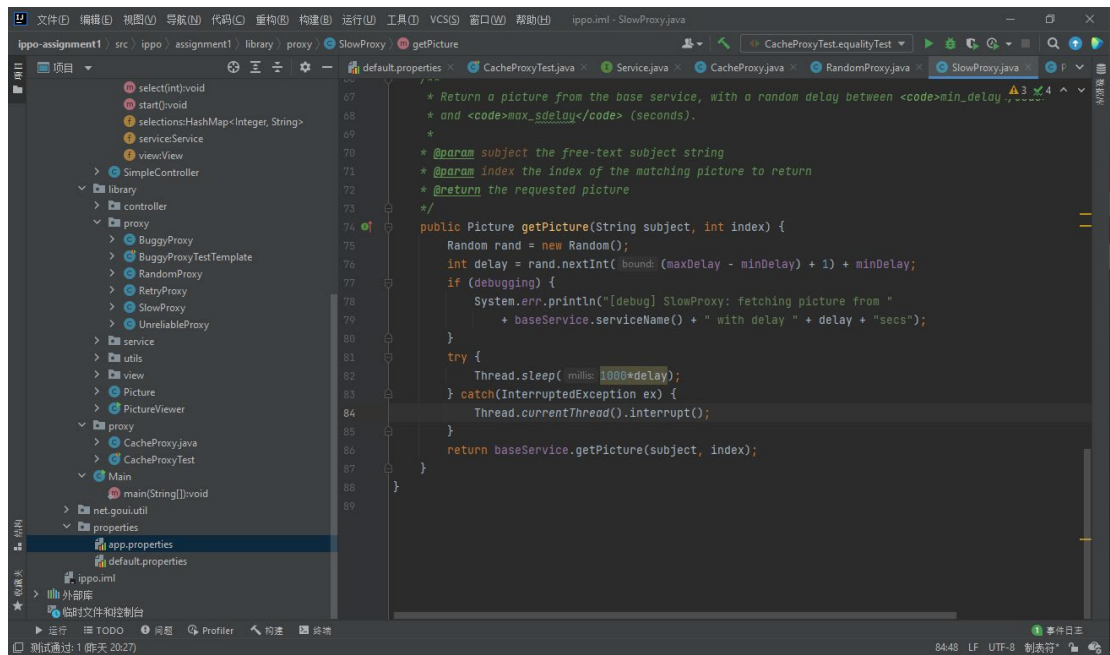 文件(F) 编辑(E) 视图(V) 导航(N) 代码(C) 重构(R) 构建(B) 运行(U) 工具(T) VCS(S) 窗口(W) 帮助(H) ippo.iml - SlowProxy.java
ippo-assignment1 src ippo assignment1 library proxy SlowProxy getPicture CacheProxyTest.equalityTest
项目 default.properties CacheProxyTest.java Service.java CacheProxy.java RandomProxy.java SlowProxy.java
select(int):void
start():void
selections:HashMap<Integer, String>
service:Service
view:View
SimpleController
library
controller
proxy
BuggyProxy
BuggyProxyTestTemplate
RandomProxy
RetryProxy
SlowProxy
UnreliableProxy
service
utils
view
Picture
PictureViewer
proxy
CacheProxy.java
CacheProxyTest
Main
main(String[]):void
net.goui.util
properties
app.properties
default.properties
ippo.iml
外部库
临时文件和控制台
3 4
67 * Return a picture from the base service, with a random delay between <code>min_delay
68 * and <code>max_sdelay</code> (seconds).
69 *
70 * @param subject the free-text subject string
71 * @param index the index of the matching picture to return
72 * @return the requested picture
73 */
74 public Picture getPicture(String subject, int index) {
75 Random rand = new Random();
76 int delay = rand.nextInt( bound: (maxDelay - minDelay) + 1) + minDelay;
77 if (debugging) {
78 System.err.println("[debug] SlowProxy: fetching picture from "
79 + baseService.serviceName() + " with delay " + delay + "secs");
80 }
81 try {
82 Thread.sleep( millis: 1000*delay);
83 } catch(InterruptedException ex) {
84 Thread.currentThread().interrupt();
85 }
86 return baseService.getPicture(subject, index);
87 }
88 }
89
项目
结构
收藏夹
数据库
运行 TODO 问题 Profiler 构建 终端 1 事件日志
测试通过: 1 (昨天 20:27) 84:48 LF UTF-8 制表符*